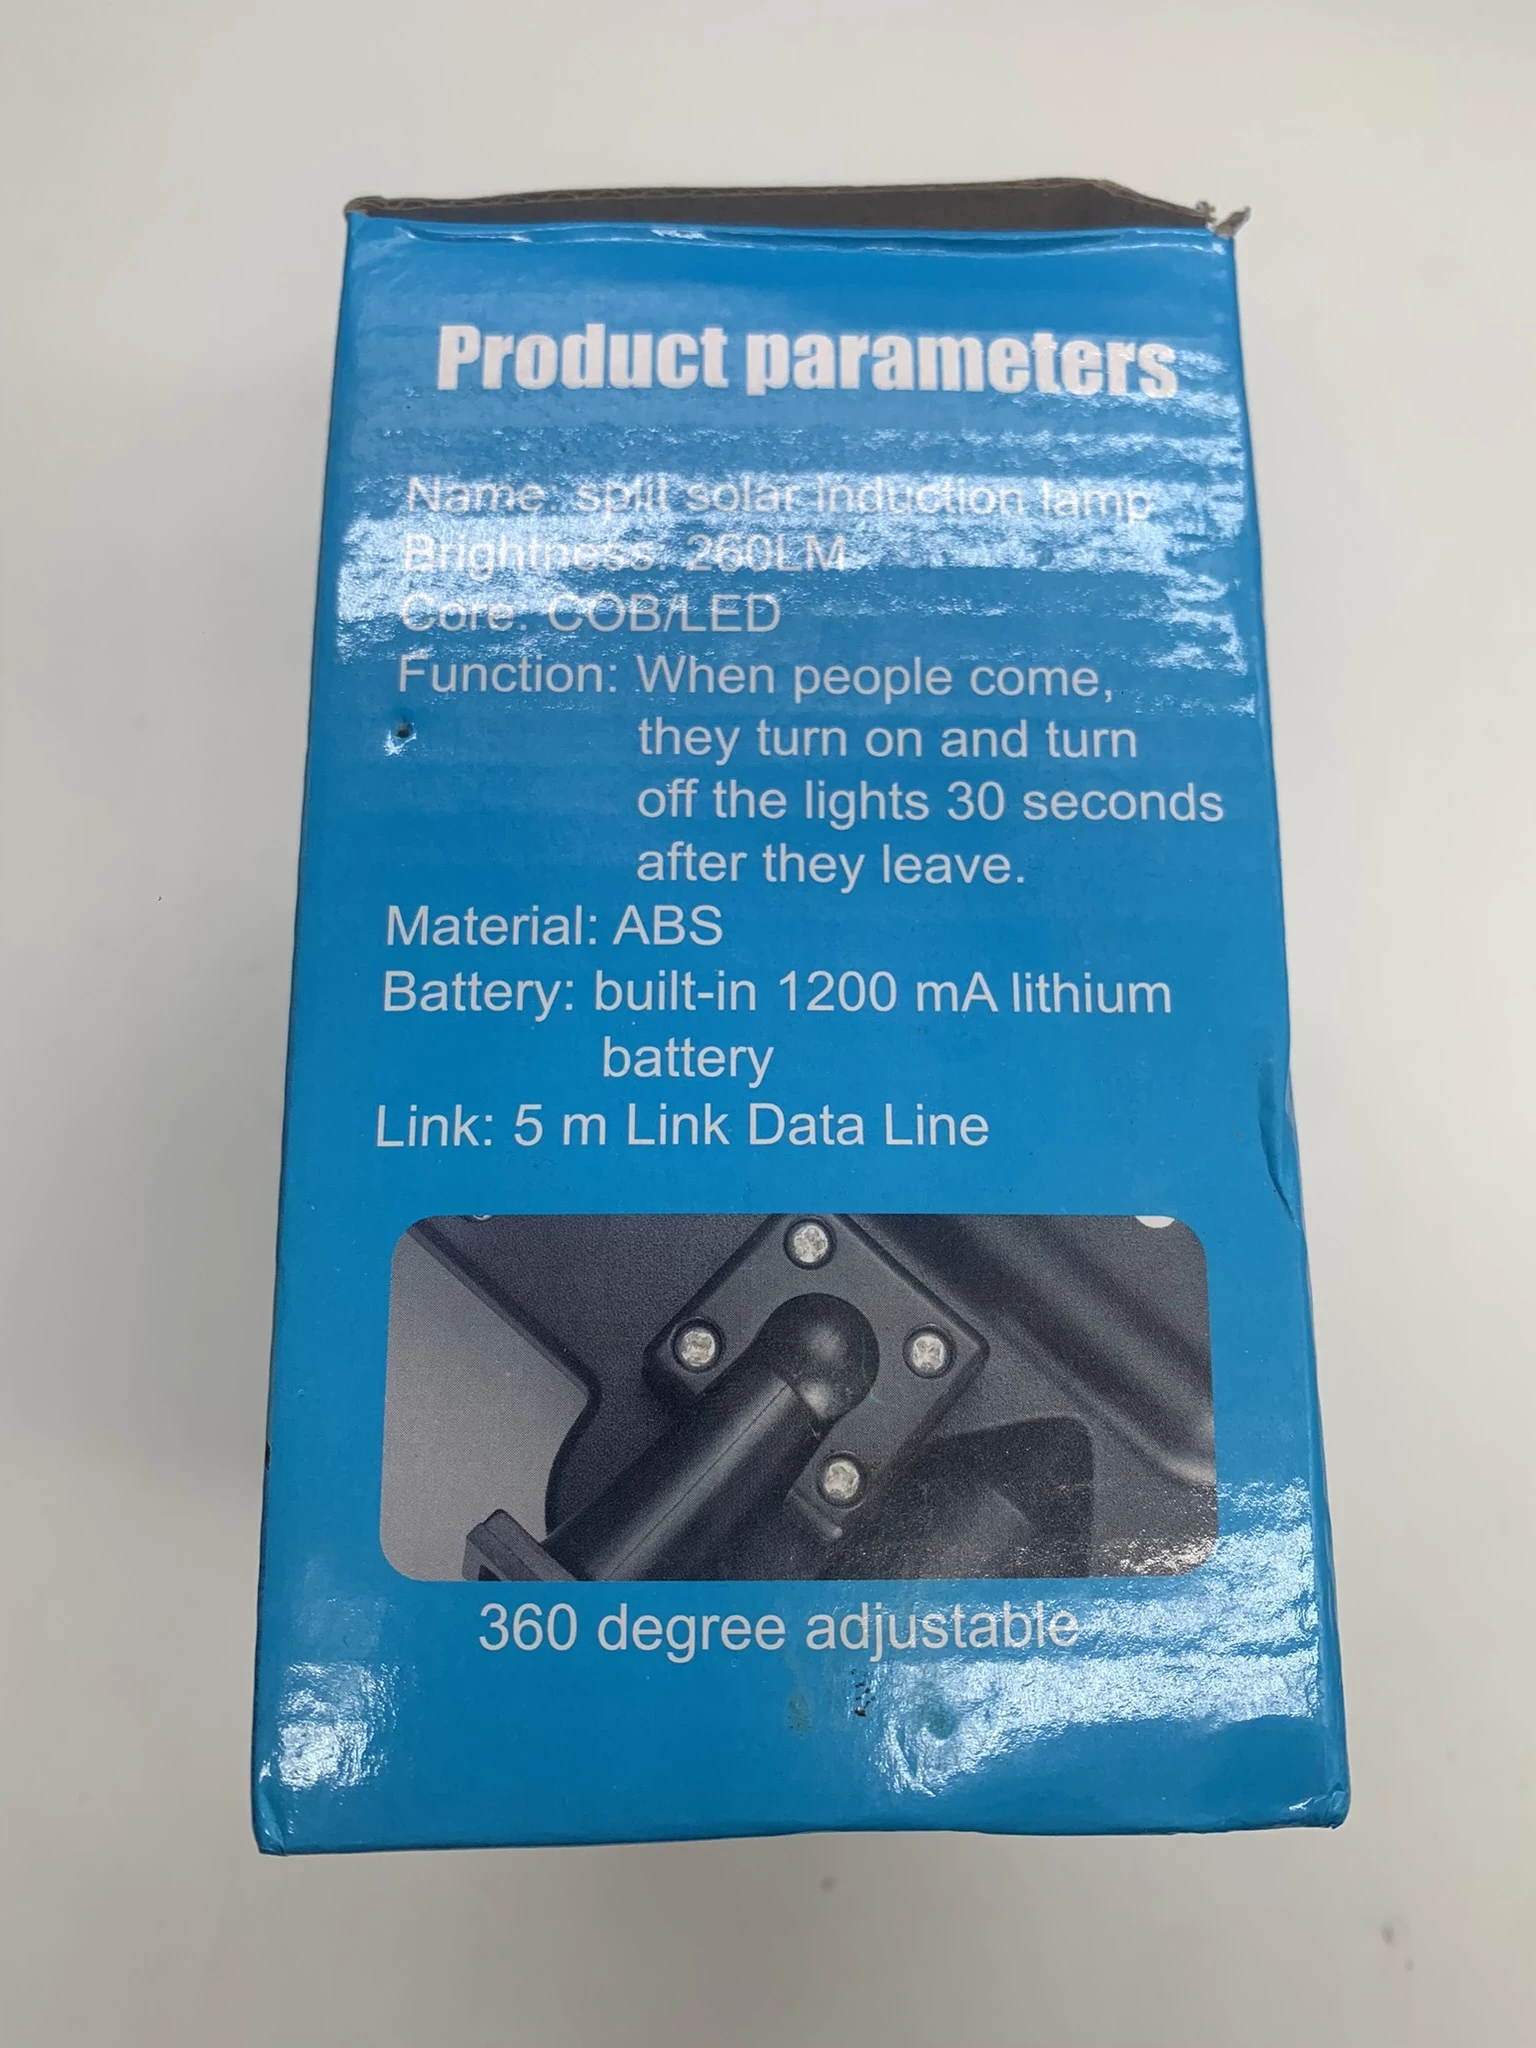 Product parameters
Name: split solar induction lamp
Brightness: 260LM
Core: COB/LED
Function: When people come,
they turn on and turn
off the lights 30 seconds
after they leave.
Material: ABS
Battery: built-in 1200 mA lithium
battery
Link: 5 m Link Data Line
360 degree adjustable